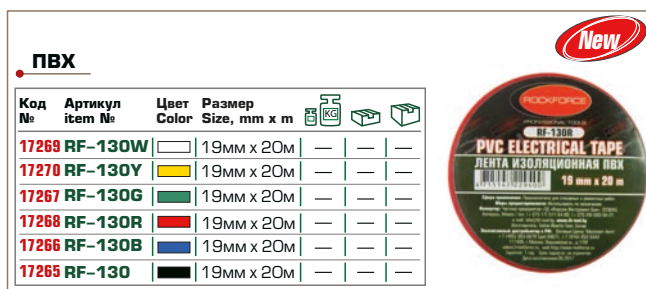 New
ПВХ
Код Артикул Цвет Размер
№ item № Color Size, mm x m KG
17269 RF-130W 19мм x 20м — — —
17270 RF-130Y 19мм x 20м — — —
17267 RF-130G 19мм x 20м — — —
17268 RF-130R 19мм x 20м — — —
17266 RF-130B 19мм x 20м — — —
17265 RF-130 19мм x 20м — — —
ROCKFORCE
PROFESSIONAL TOOLS
RF-130R
PVC ELECTRICAL TAPE
ЛЕНТА ИЗОЛЯЦИОННАЯ ПВХ
19 mm x 20 m